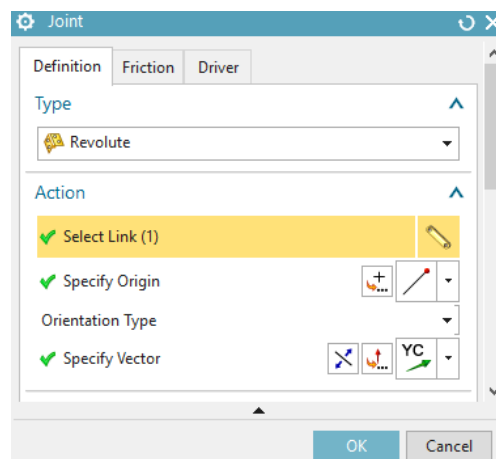 Joint
Definition Friction Driver
Type
Revolute
Action
Select Link (1)
Specify Origin
Orientation Type
Specify Vector
YC
OK Cancel